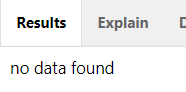 Results Explain D
no data found